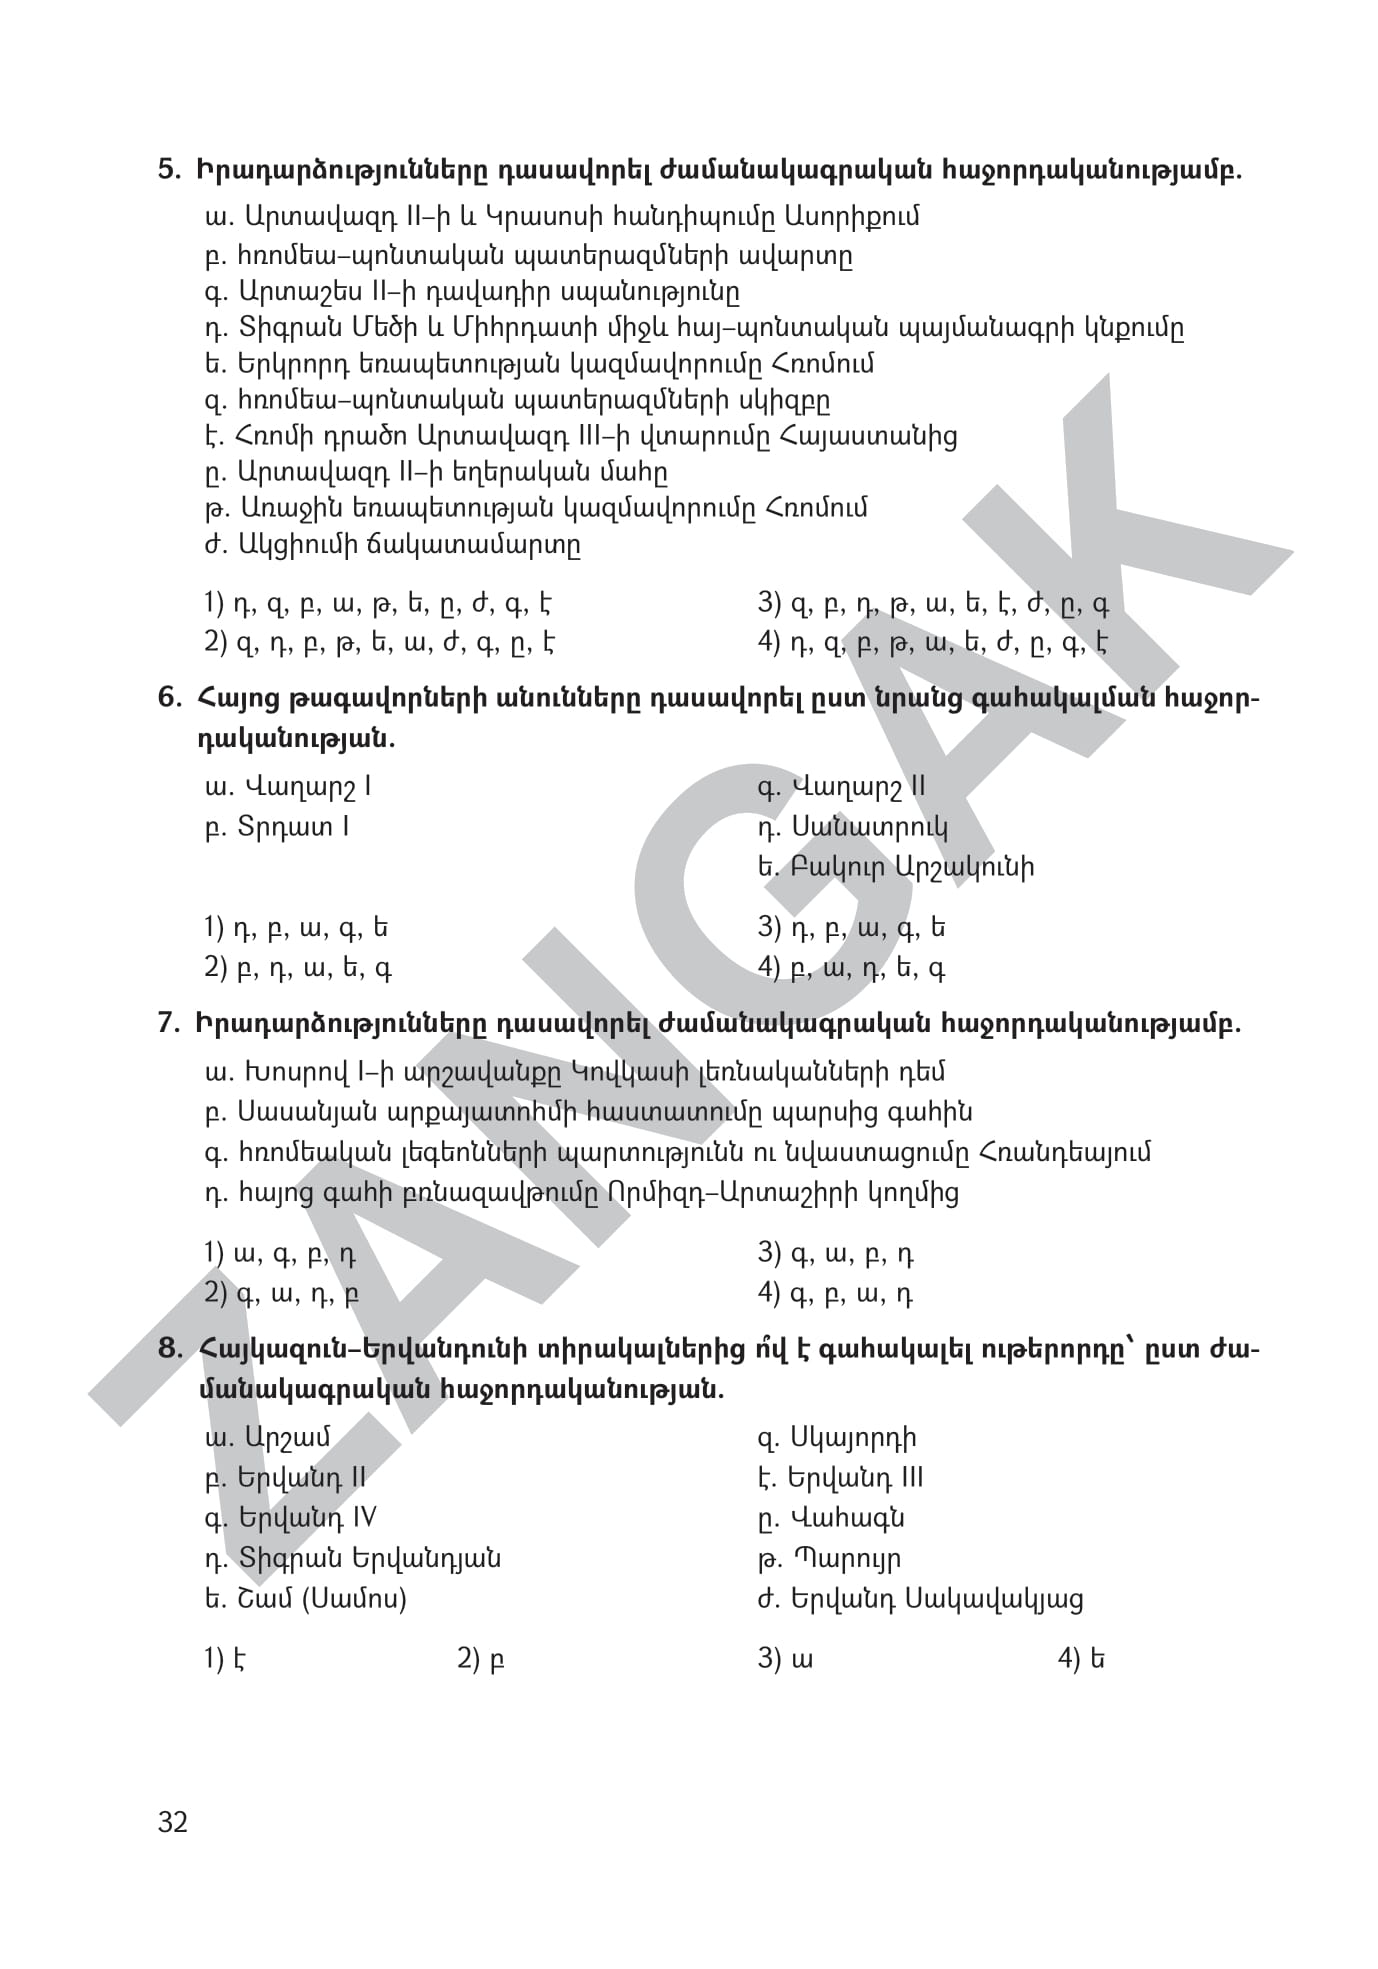 5. Իրադարձությունները դասավորել ժամանակագրական հաջորդականությամբ.
ա. Արտավազդ II–ի և Կրասոսի հանդիպումը Ասորիքում
բ. հռոմեա–պոնտական պատերազմների ավարտը
գ. Արտաշես II–ի դավադիր սպանությունը
դ. Տիգրան Մեծի և Միհրդատի միջև հայ–պոնտական պայմանագրի կնքումը
ե. Երկրորդ եռապետության կազմավորումը Հռոմում
զ. հռոմեա–պոնտական պատերազմների սկիզբը
է. Հռոմի դրածո Արտավազդ III–ի վտարումը Հայաստանից
ը. Արտավազդ II–ի եղերական մահը
թ. Առաջին եռապետության կազմավորումը Հռոմում
ժ. Ակցիումի ճակատամարտը
1) դ, զ, բ, ա, թ, ե, ը, ժ, գ, է 3) զ, բ, դ, թ, ա, ե, է, ժ, ը, գ
2) զ, դ, բ, թ, ե, ա, ժ, գ, ը, է 4) դ, զ, բ, թ, ա, ե, ժ, ը, գ, է
6. Հայոց թագավորների անունները դասավորել ըստ նրանց գահակալման հաջոր-
դականության.
ա. Վաղարշ I գ. Վաղարշ II
բ. Տրդատ I դ. Սանատրուկ
ե. Բակուր Արշակունի
1) դ, բ, ա, գ, ե 3) դ, բ, ա, գ, ե
2) բ, դ, ա, ե, գ 4) բ, ա, դ, ե, գ
7. Իրադարձությունները դասավորել ժամանակագրական հաջորդականությամբ.
ա. Խոսրով I–ի արշավանքը Կովկասի լեռնականների դեմ
բ. Սասանյան արքայատոհմի հաստատումը պարսից գահին
գ. հռոմեական լեգեոնների պարտությունն ու նվաստացումը Հռանդեայում
դ. հայոց գահի բռնազավթումը Որմիզդ–Արտաշիրի կողմից
1) ա, գ, բ, դ 3) գ, ա, բ, դ
2) գ, ա, դ, բ 4) գ, բ, ա, դ
8. Հայկազուն–Երվանդունի տիրակալներից ո՞վ է գահակալել ութերորդը՝ ըստ ժա-
մանակագրական հաջորդականության.
ա. Արշամ զ. Սկայորդի
բ. Երվանդ II է. Երվանդ III
գ. Երվանդ IV ը. Վահագն
դ. Տիգրան Երվանդյան թ. Պարույր
ե. Շամ (Սամոս) ժ. Երվանդ Սակավակյաց
1) է 2) բ 3) ա 4) ե
32
ZANGAK